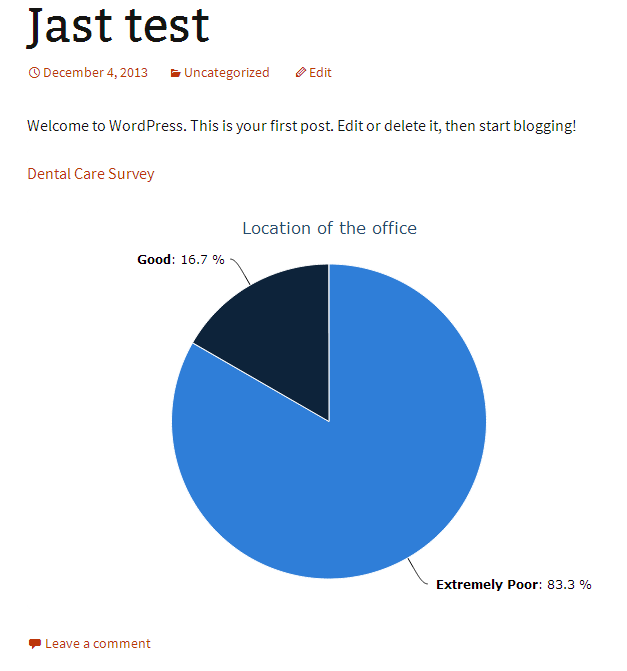 Jast test
December 4, 2013 Uncategorized Edit
Welcome to WordPress. This is your first post. Edit or delete it, then start blogging!
Dental Care Survey
Location of the office
Good: 16.7 %
Extremely Poor: 83.3 %
Leave a comment